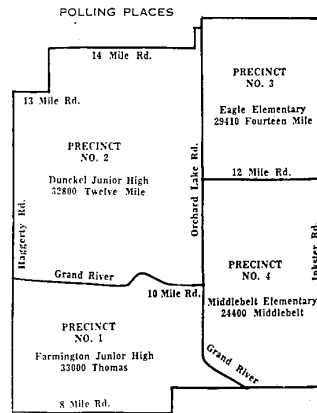 POLLING PLACES
14 Mile Rd.
13 Mile Rd.
PRECINCT
NO. 3
Eagle Elementary
29410 Fourteen Mile
PRECINCT
NO. 2
Dunckel Junior High
32800 Twelve Mile
Haggerty Rd.
Orchard Lake Rd.
12 Mile Rd.
Inkster Rd.
Grand River
10 Mile Rd.
PRECINCT
NO. 4
Middlebelt Elementary
24400 Middlebelt
PRECINCT
NO. 1
Farmington Junior High
33000 Thomas
Grand River
8 Mile Rd.